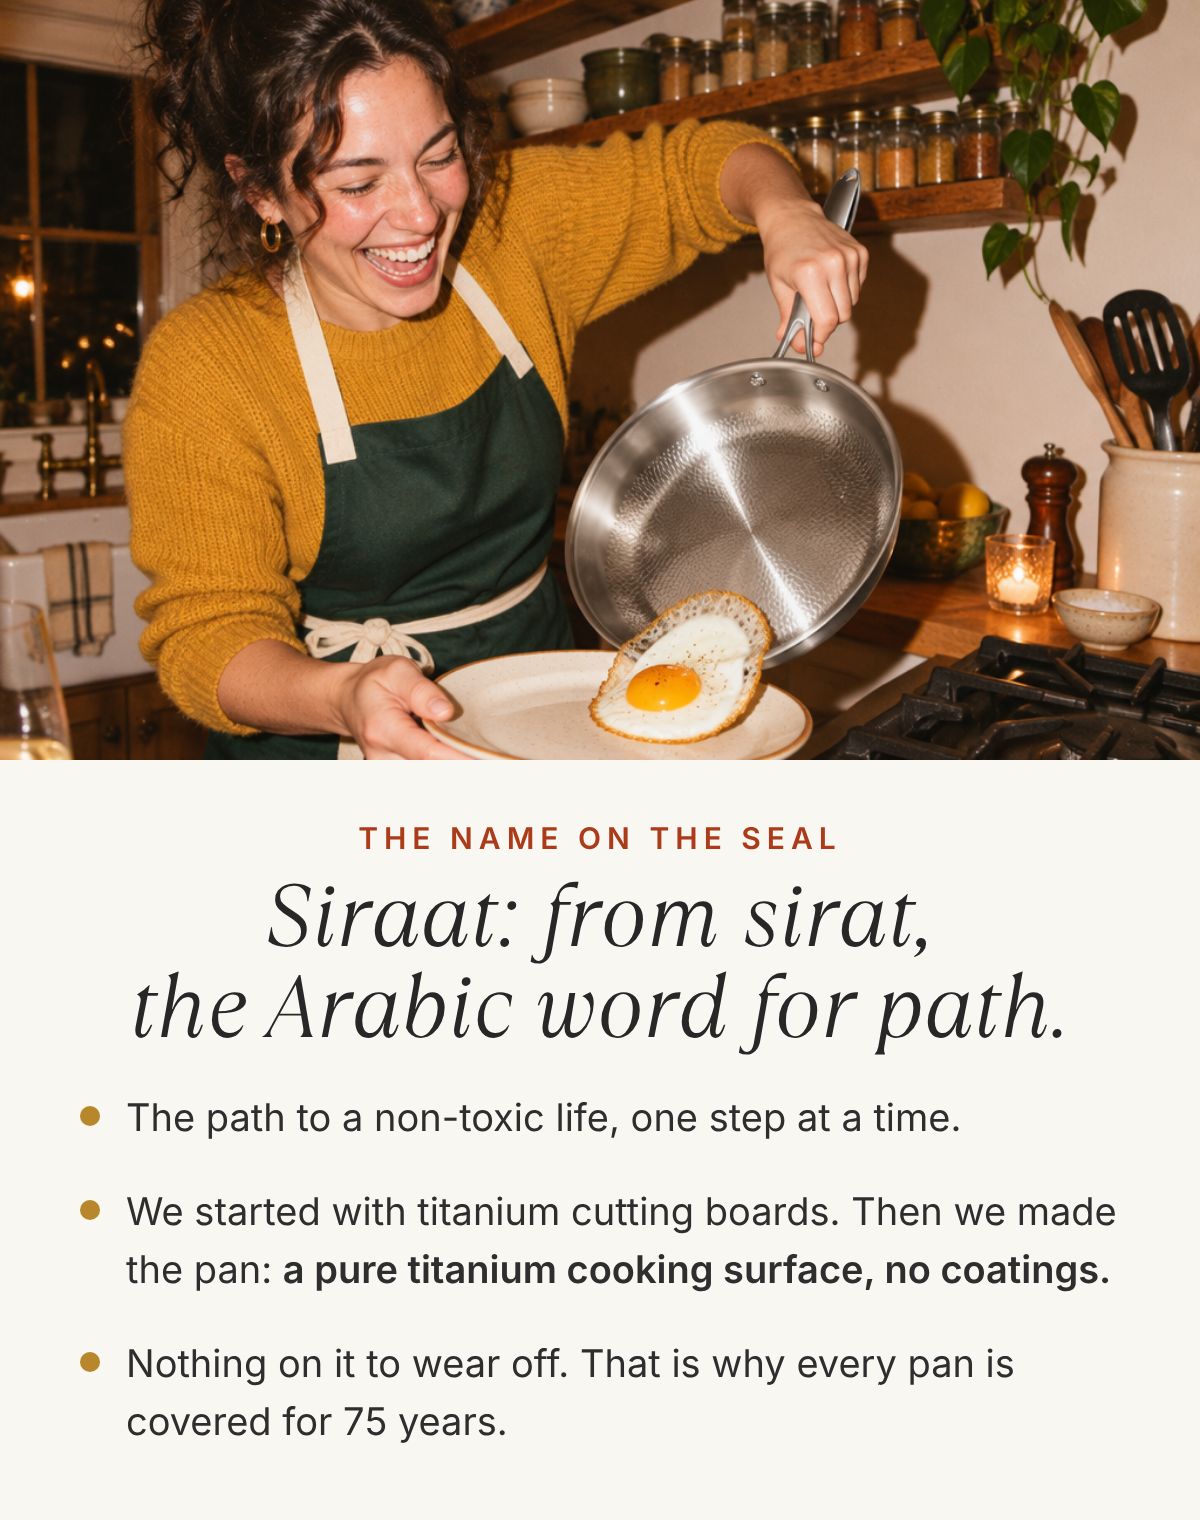 THE NAME ON THE SEAL
Siraat: from sirat,
the Arabic word for path.
The path to a non-toxic life, one step at a time.
We started with titanium cutting boards. Then we made
the pan: a pure titanium cooking surface, no coatings.
Nothing on it to wear off. That is why every pan is
covered for 75 years.